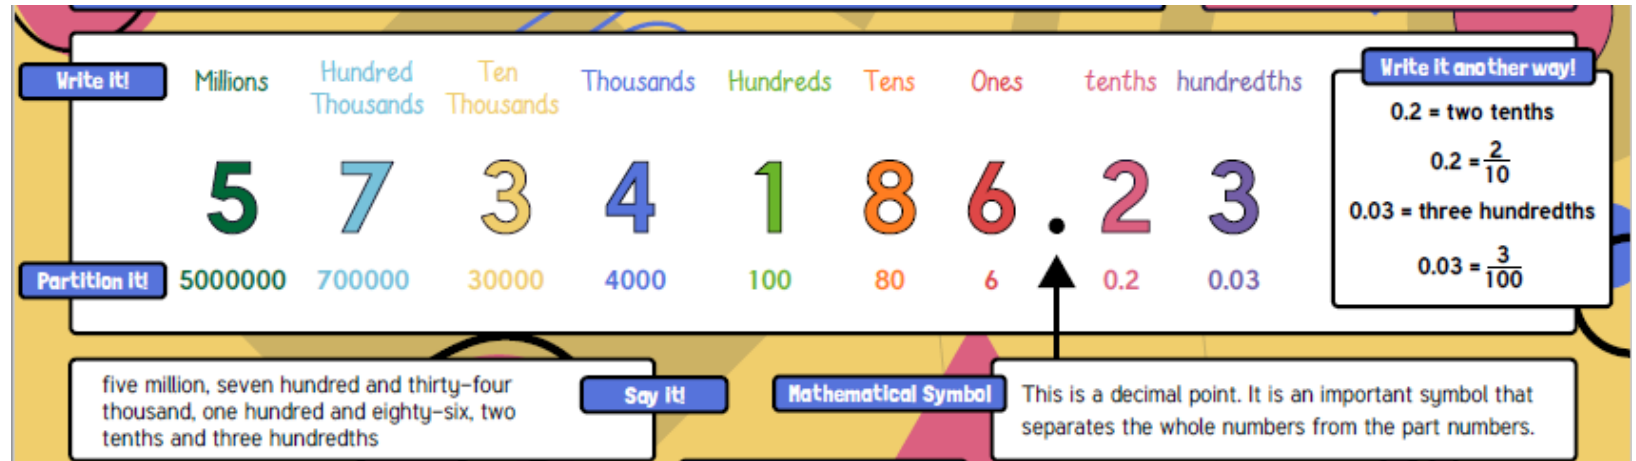 Write it!
Millions
Hundred
Thousands
Ten
Thousands
Thousands
Hundreds
Tens
Ones
tenths
hundredths
5 7 3 4 1 8 6 . 2 3
Partition it!
5000000 700000 30000 4000 100 80 6 0.2 0.03
Write it another way!
0.2 = two tenths
0.2 = 2/10
0.03 = three hundredths
0.03 = 3/100
five million, seven hundred and thirty-four
thousand, one hundred and eighty-six, two
tenths and three hundredths
Say it!
Mathematical Symbol
This is a decimal point. It is an important symbol that
separates the whole numbers from the part numbers.